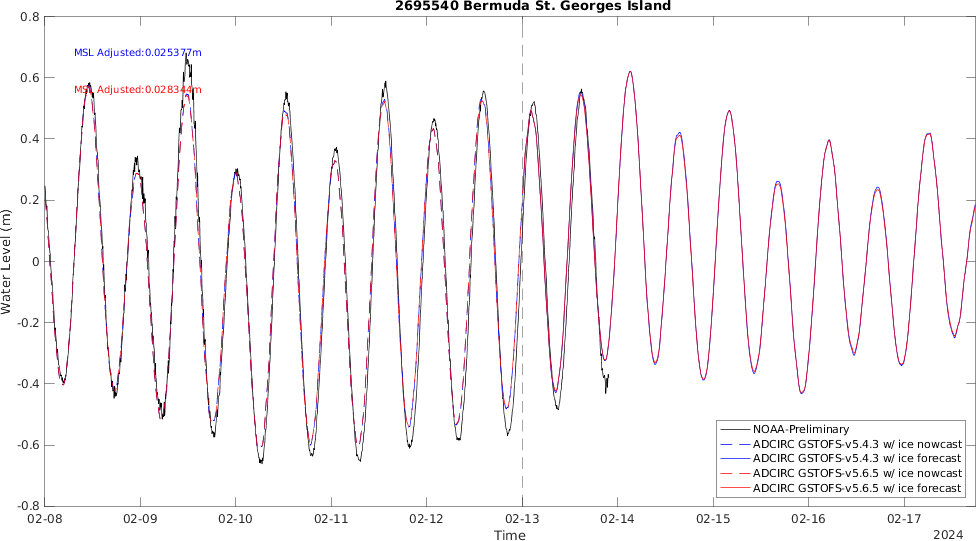 2695540 Bermuda St. Georges Island
0.8
0.6
0.4
0.2
0
-0.2
-0.4
-0.6
-0.8
Water Level (m)
MSL Adjusted:0.025377m
MSL Adjusted:0.028344m
NOAA-Preliminary
ADCIRC GSTOFS-v5.4.3 w/ ice nowcast
ADCIRC GSTOFS-v5.4.3 w/ ice forecast
ADCIRC GSTOFS-v5.6.5 w/ ice nowcast
ADCIRC GSTOFS-v5.6.5 w/ ice forecast
02-08 02-09 02-10 02-11 02-12 02-13 02-14 02-15 02-16 02-17
Time
2024